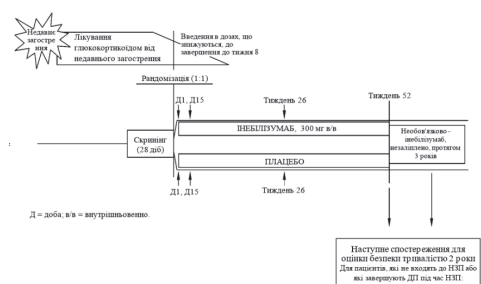 Недавнє
загостре
ння
Лікування
глюкокортикоїдом від
недавнього загострення
Введення в дозах, що
знижуються, до
завершення до тижня 8
Рандомізація (1:1)
Д1, Д15
Тиждень 26
Тиждень 52
Скринінг
(28 діб)
ІНЕБІЛІЗУМАБ, 300 мг в/в
ПЛАЦЕБО
Необов'язково -
інебілізумаб,
незасліплено, протягом
3 років
Д1, Д15
Тиждень 26
Д = доба; в/в = внутрішньовенно.
Наступне спостереження для
оцінки безпеки тривалістю 2 роки
Для пацієнтів, які не входять до НЗП або
які завершують ДП під час НЗП: